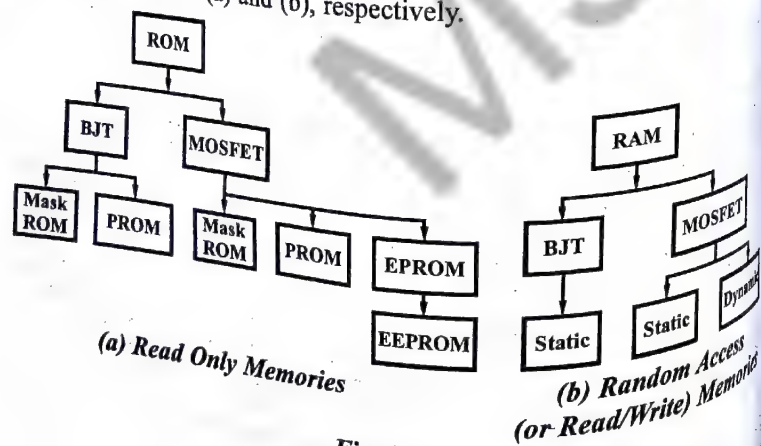 and (b), respectively.
ROM
BJT
MOSFET
Mask
ROM
PROM
Mask
ROM
PROM
EPROM
EEPROM
(a) Read Only Memories
RAM
BJT
MOSFET
Static
Static
Dynamic
(b) Random Access
(or Read/Write) Memories